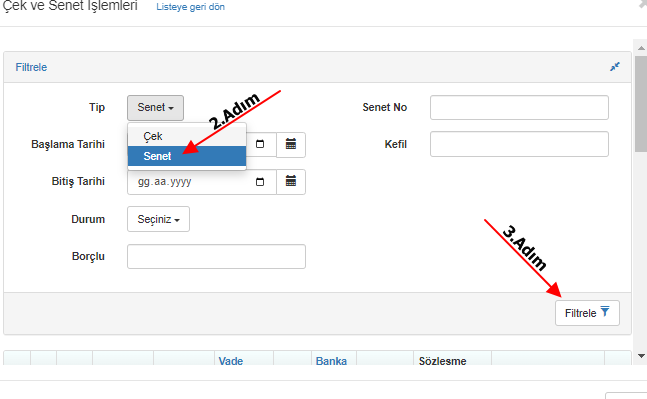 Çek ve Senet İşlemleri Listeye geri dön
Filtrele
Tip Senet Senet No
2.Adım
Çek
Senet
Başlama Tarihi Kefil
Bitiş Tarihi gg.aa.yyyy
Durum Seçiniz
3.Adım
Borçlu
Filtrele
Vade Banka Sözleşme